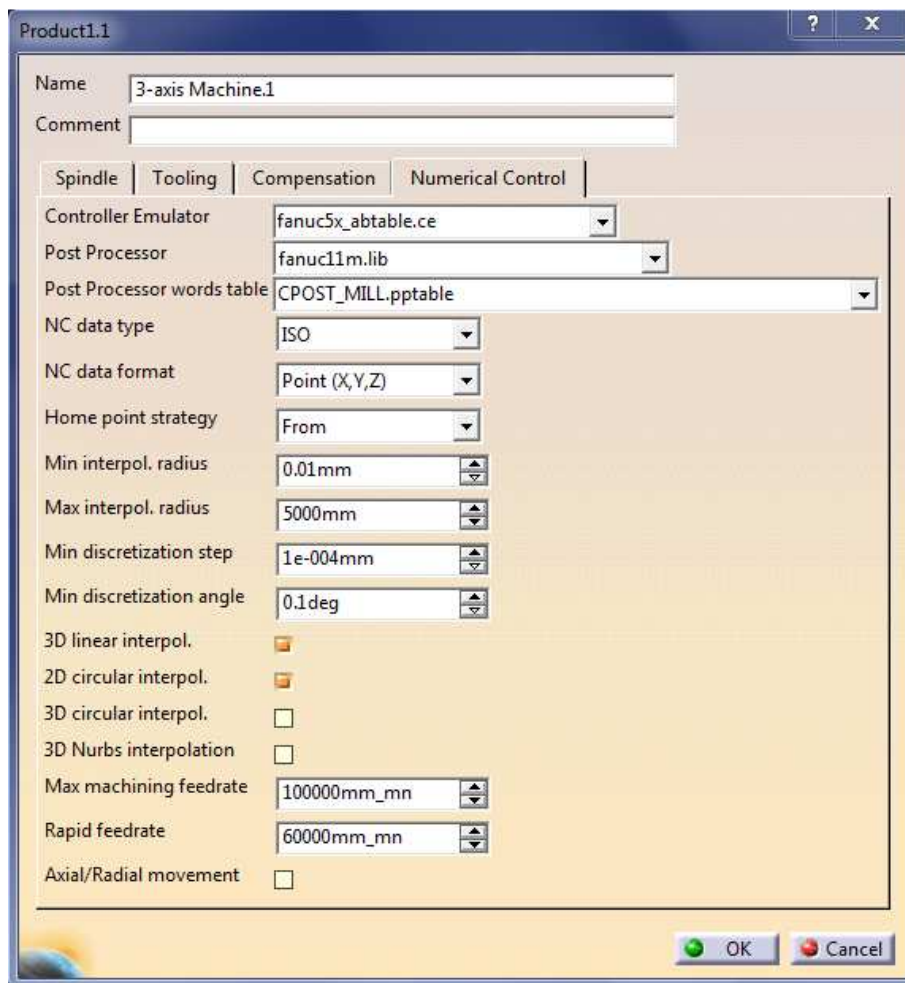 Product1.1 ? X
Name 3-axis Machine.1
Comment
Spindle Tooling Compensation Numerical Control
Controller Emulator fanuc5x_abtable.ce
Post Processor fanuc11m.lib
Post Processor words table CPOST_MILL.pptable
NC data type ISO
NC data format Point (X,Y,Z)
Home point strategy From
Min interpol. radius 0.01mm
Max interpol. radius 5000mm
Min discretization step 1e-004mm
Min discretization angle 0.1deg
3D linear interpol.
2D circular interpol.
3D circular interpol.
3D Nurbs interpolation
Max machining feedrate 100000mm_mn
Rapid feedrate 60000mm_mn
Axial/Radial movement
OK Cancel